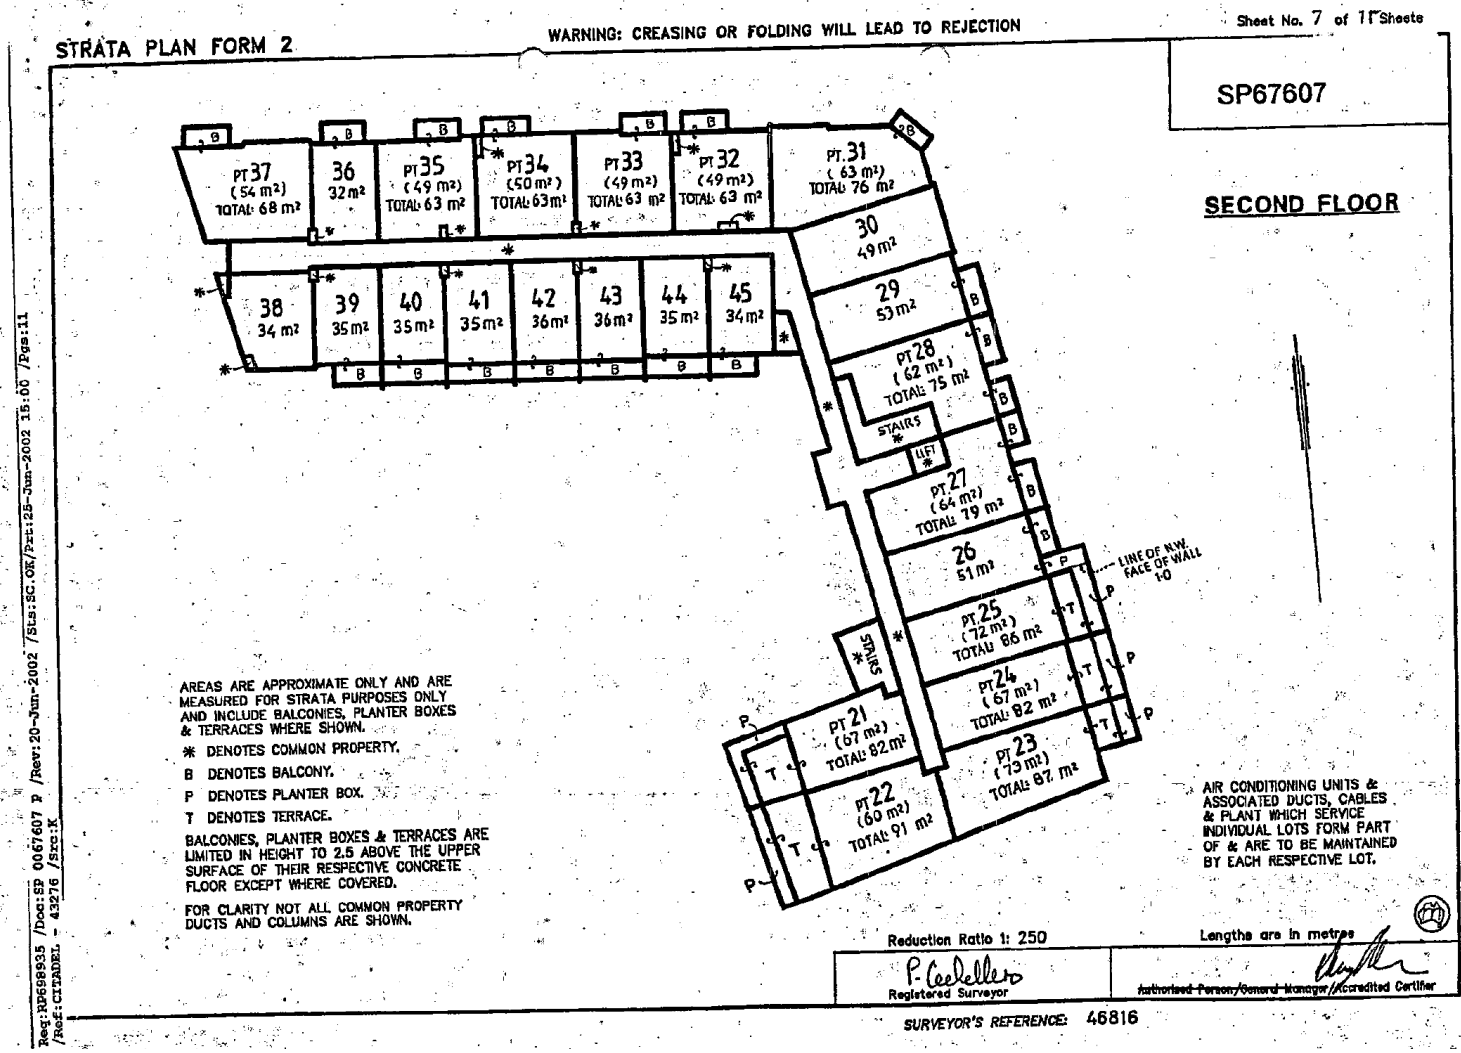 STRATA PLAN FORM 2
WARNING: CREASING OR FOLDING WILL LEAD TO REJECTION
Sheet No. 7 of 11 Sheets
SP67607
SECOND FLOOR
B
B
B
B
B
B
B
PT 37
(54 m²)
TOTAL: 68 m²
36
32 m²
PT 35
(49 m²)
TOTAL: 63 m²
PT 34
(50 m²)
TOTAL: 63 m²
PT 33
(49 m²)
TOTAL: 63 m²
PT 32
(49 m²)
TOTAL: 63 m²
PT. 31
(63 m²)
TOTAL: 76 m²
30
49 m²
29
53 m²
B
PT 28
(62 m²)
TOTAL: 75 m²
B
B
B
38
34 m²
39
35 m²
40
35 m²
41
35 m²
42
36 m²
43
36 m²
44
35 m²
45
34 m²
B
B
B
B
B
B
B
STAIRS
*
LIFT
*
PT. 27
(64 m²)
TOTAL: 79 m²
B
B
26
51 m²
P
LINE OF N.W.
FACE OF WALL
1·0
PT. 25
(72 m²)
TOTAL: 86 m²
T
P
STAIRS
*
PT 24
(67 m²)
TOTAL: 82 m²
T
P
PT 23
(73 m²)
TOTAL: 87 m²
T
P
P
PT 21
(67 m²)
TOTAL: 82 m²
T
PT 22
(60 m²)
TOTAL: 91 m²
T
P
AREAS ARE APPROXIMATE ONLY AND ARE
MEASURED FOR STRATA PURPOSES ONLY
AND INCLUDE BALCONIES, PLANTER BOXES
& TERRACES WHERE SHOWN.
* DENOTES COMMON PROPERTY.
B DENOTES BALCONY.
P DENOTES PLANTER BOX.
T DENOTES TERRACE.
BALCONIES, PLANTER BOXES & TERRACES ARE
LIMITED IN HEIGHT TO 2.5 ABOVE THE UPPER
SURFACE OF THEIR RESPECTIVE CONCRETE
FLOOR EXCEPT WHERE COVERED.
FOR CLARITY NOT ALL COMMON PROPERTY
DUCTS AND COLUMNS ARE SHOWN.
AIR CONDITIONING UNITS &
ASSOCIATED DUCTS, CABLES
& PLANT WHICH SERVICE
INDIVIDUAL LOTS FORM PART
OF & ARE TO BE MAINTAINED
BY EACH RESPECTIVE LOT.
Reduction Ratio 1: 250
Lengths are in metres
Registered Surveyor
Authorised Person/General Manager/Accredited Certifier
SURVEYOR'S REFERENCE: 46816
Req:RP698935 /Doc:SP 0067607 P /Rev:20-Jun-2002 /Sts:SC.OK/Prt:25-Jun-2002 15:00 /Pgs:11
/Ref:CITADEL - 43276 /Src:X